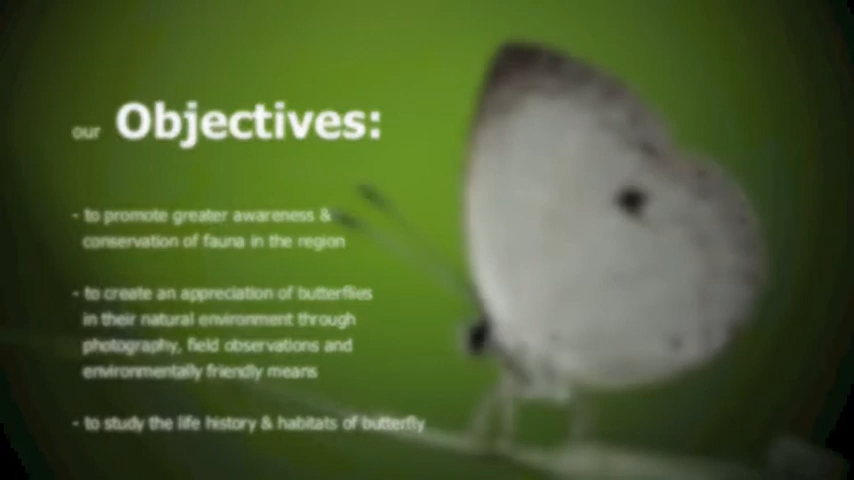 our Objectives:
- to promote greater awareness &
conservation of fauna in the region
- to create an appreciation of butterflies
in their natural environment through
photography, field observations and
environmentally friendly means
- to study the life history & habitats of butterfly